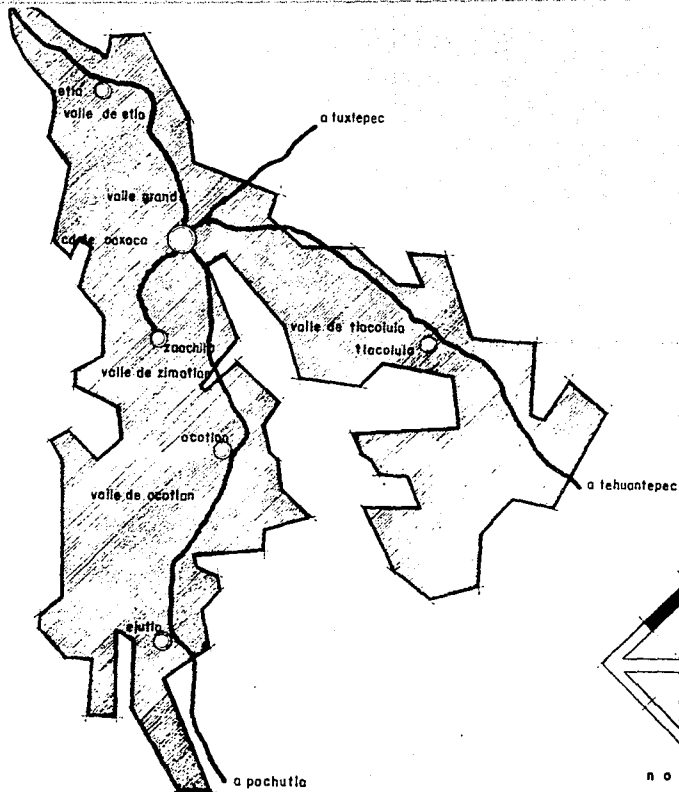 etla
valle de etla
a tuxtepec
valle grand
cd de oaxaca
valle de tlacolula
tlacolula
zaachila
valle de zimatlan
ocotlan
valle de ocotlan
a tehuantepec
ejutla
a pochutla
n o